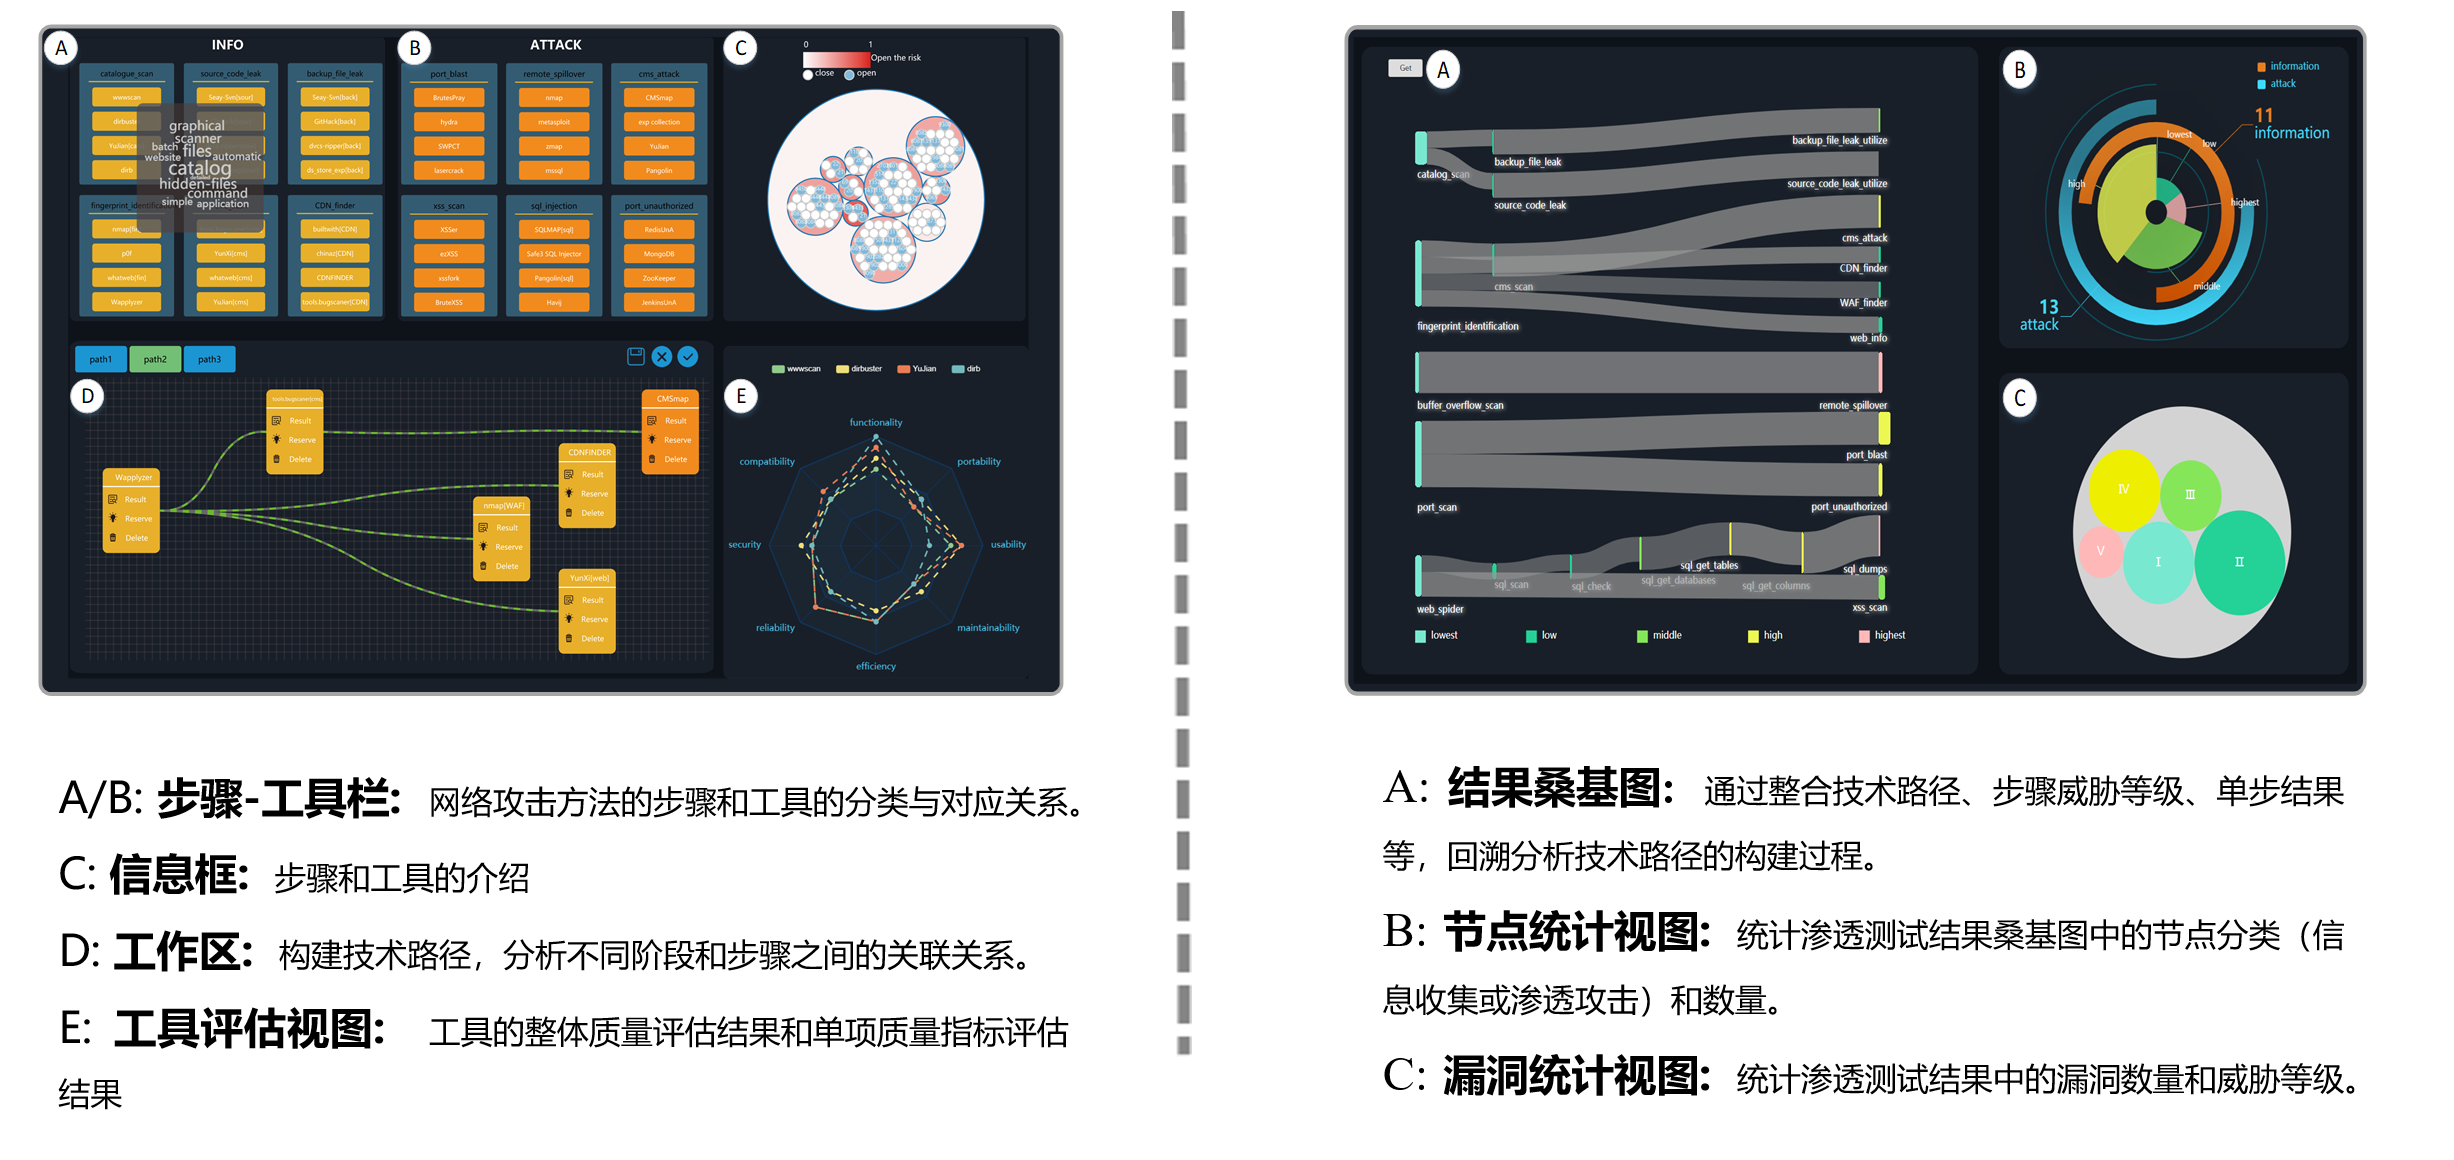 A
INFO
catalogue_scan
source_code_leak
backup_file_leak
wwwscan
Seay-Svn[sour]
Seay-Svn[back]
GitHack[back]
dvcs-ripper[back]
dirb
ds_store_exp[back]
graphical
scanner
batch files
website automatic
catalog
hidden-files
command
simple application
CDN_finder
builtwith[CDN]
p0f
YunXi[cms]
chinaz[CDN]
whatweb[fin]
whatweb[cms]
CDNFINDER
Wapplyzer
YuJian[cms]
tools.bugscaner[CDN]
B
ATTACK
port_blast
remote_spillover
cms_attack
BrutesPray
nmap
CMSmap
hydra
metasploit
exp collection
SWPCT
zmap
YuJian
lasercrack
mssql
Pangolin
xss_scan
sql_injection
port_unauthorized
XSSer
SQLMAP[sql]
RedoUnA
ezXSS
Safe3 SQL Injector
MongoDB
xssfork
Pangolin[sql]
ZooKeeper
BruteXSS
Havij
JenkinsUnA
C
0
1
Open the risk
close
open
path1
path2
path3
D
Wapplyzer
Result
Reserve
Delete
tools.bugscaner[cms]
Result
Reserve
Delete
CMSmap
Result
Reserve
Delete
CDNFINDER
Result
Reserve
Delete
nmap[WAF]
Result
Reserve
Delete
YunXi[web]
Result
Reserve
Delete
E
wwwscan
dirbuster
YuJian
dirb
functionality
compatibility
portability
security
usability
reliability
maintainability
efficiency
A/B: 步骤-工具栏: 网络攻击方法的步骤和工具的分类与对应关系。
C: 信息框: 步骤和工具的介绍
D: 工作区: 构建技术路径，分析不同阶段和步骤之间的关联关系。
E: 工具评估视图: 工具的整体质量评估结果和单项质量指标评估
结果
Get
A
catalog_scan
backup_file_leak
source_code_leak
backup_file_leak_utilize
source_code_leak_utilize
cms_attack
CDN_finder
cms_scan
WAF_finder
fingerprint_identification
web_info
buffer_overflow_scan
remote_spillover
port_blast
port_scan
port_unauthorized
sql_scan
sql_check
sql_get_databases
sql_get_tables
sql_get_columns
sql_dumps
web_spider
xss_scan
lowest
low
middle
high
highest
B
information
attack
11
information
lowest
low
high
highest
middle
13
attack
C
IV
III
V
I
II
A: 结果桑基图: 通过整合技术路径、步骤威胁等级、单步结果
等，回溯分析技术路径的构建过程。
B: 节点统计视图: 统计渗透测试结果桑基图中的节点分类（信
息收集或渗透攻击）和数量。
C: 漏洞统计视图: 统计渗透测试结果中的漏洞数量和威胁等级。